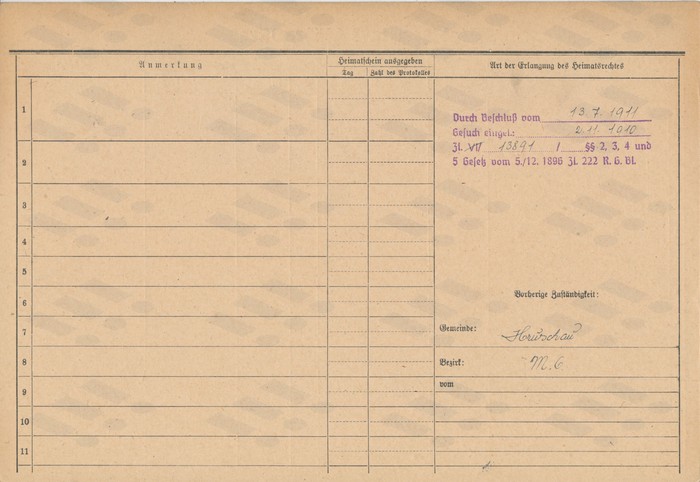 Anmerkung
Heimatschein ausgegeben
Tag
Zahl des Protokolles
Art der Erlangung des Heimatsrechtes
1
2
3
4
5
6
7
8
9
10
11
Durch Beschluß vom 13.7.1911
Gesuch eingel.: 2.11.1910
Zl. VII 13891 / §§ 2, 3, 4 und
5 Gesetz vom 5./12. 1896 Zl. 222 R. G. Bl.
Vorherige Zuständigkeit:
Gemeinde: Hruschau
Bezirk: M. O
vom